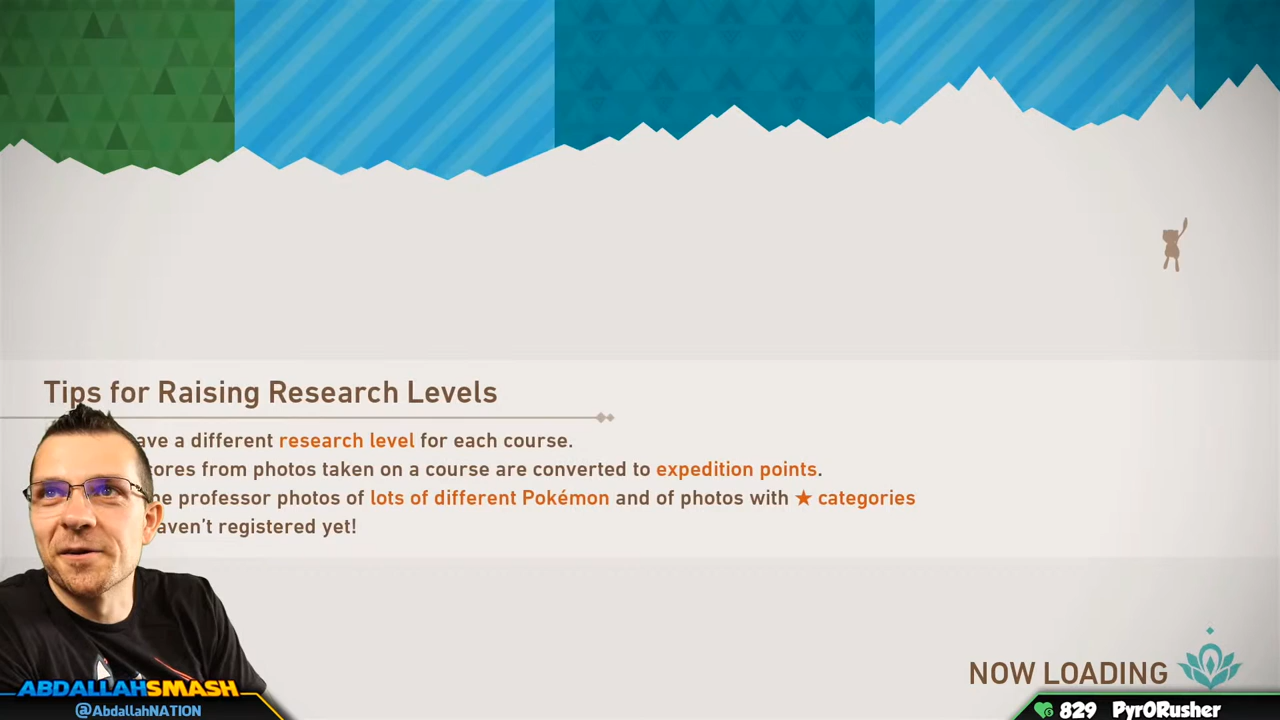 Tips for Raising Research Levels
ave a different research level for each course.
cores from photos taken on a course are converted to expedition points.
e professor photos of lots of different Pokémon and of photos with ★ categories
aven't registered yet!
NOW LOADING
ABDALLAHSMASH
@AbdallahNATION
829 PyrORusher